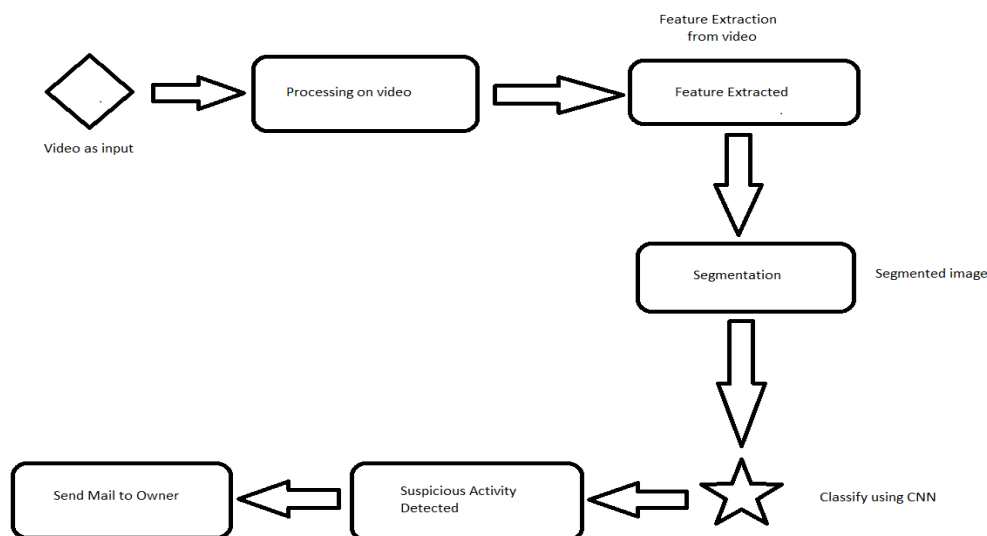 Feature Extraction
from video
Processing on video
Feature Extracted
Video as input
Segmentation
Segmented image
Classify using CNN
Suspicious Activity
Detected
Send Mail to Owner